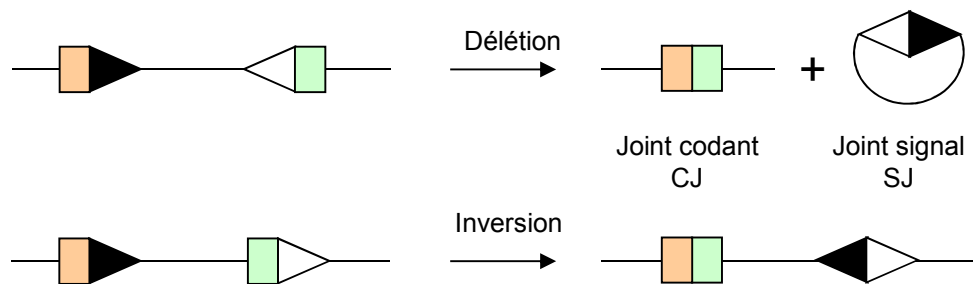 Délétion
+
Joint codant
CJ
Joint signal
SJ
Inversion